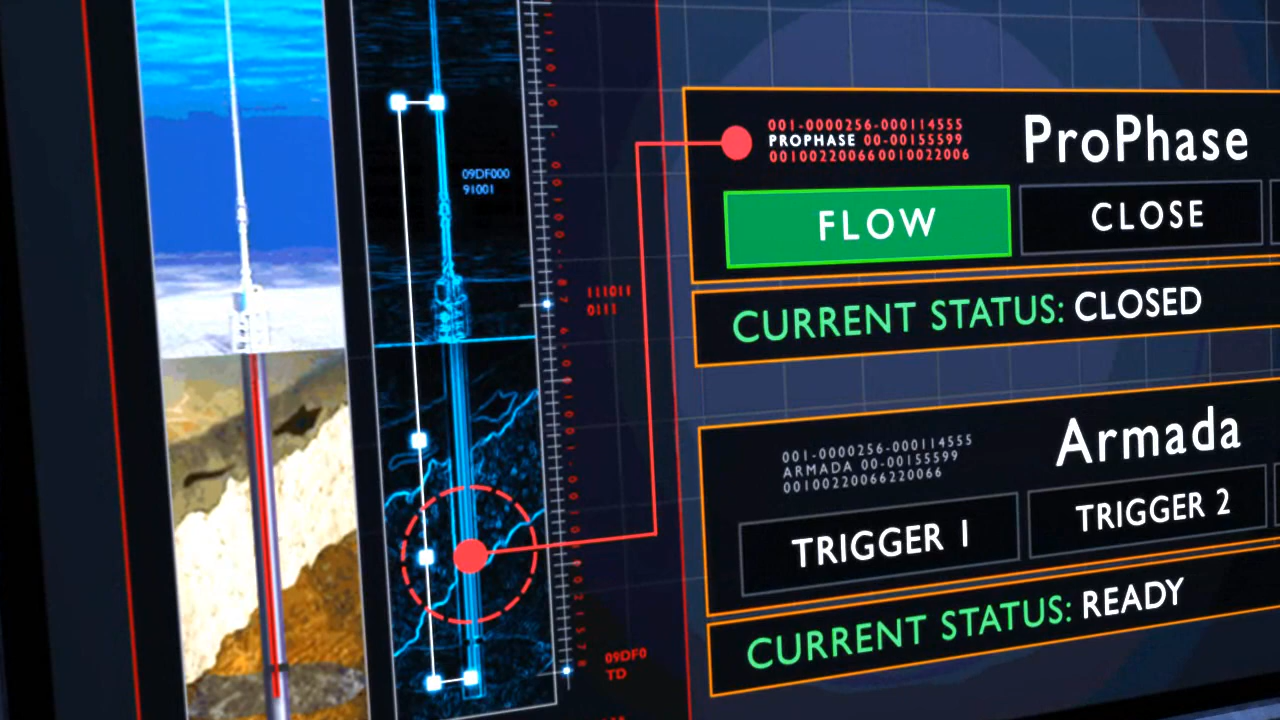 09DF000
91001
111011
0111
09DF0
TD
001-0000256-000114555
PROPHASE 00-00155599
001002200660010022006
ProPhase
FLOW
CLOSE
CURRENT STATUS: CLOSED
001-0000256-000114555
ARMADA 00-00155599
00100220066220066
Armada
TRIGGER 1
TRIGGER 2
CURRENT STATUS: READY